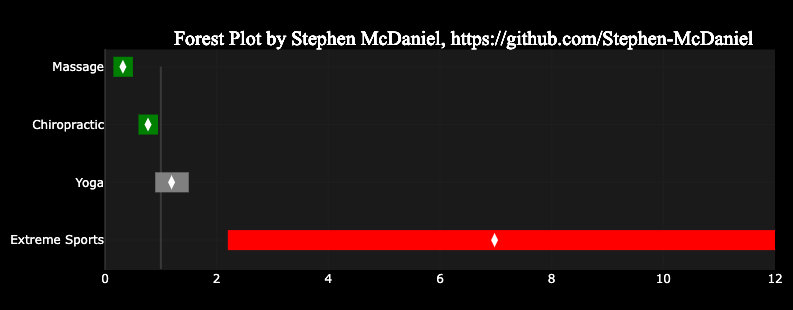 Forest Plot by Stephen McDaniel, https://github.com/Stephen-McDaniel
Massage
Chiropractic
Yoga
Extreme Sports
0 2 4 6 8 10 12